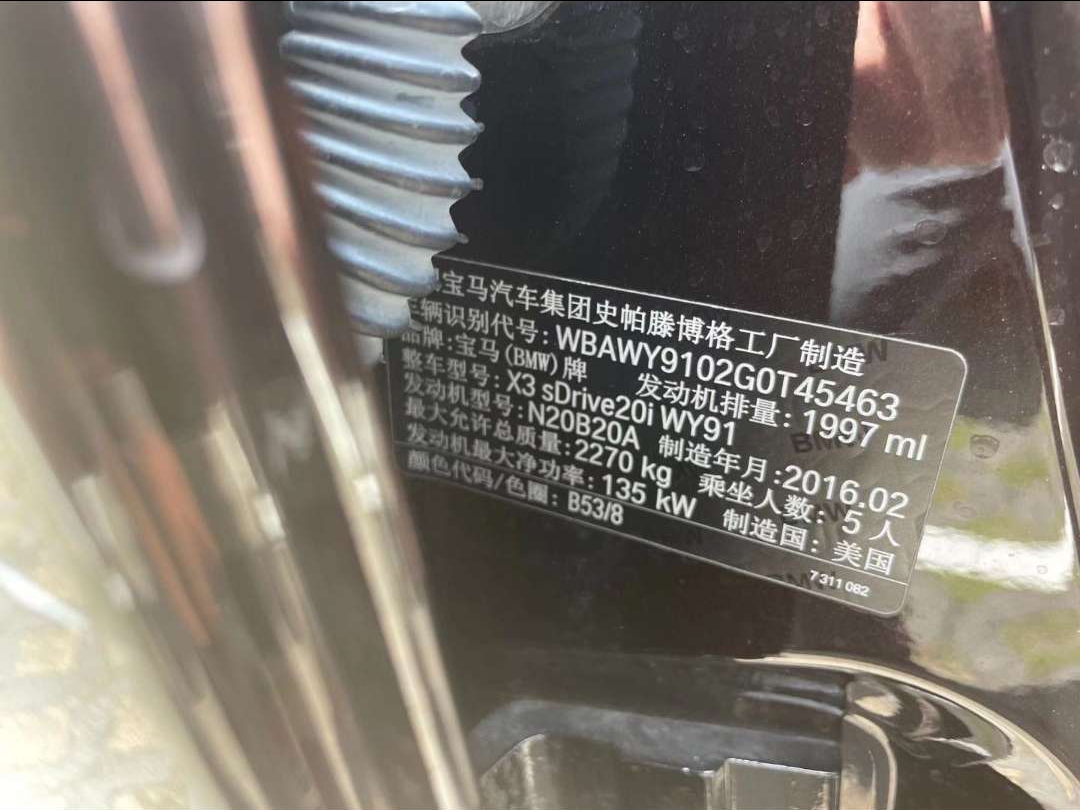 宝马汽车集团史帕滕博格工厂制造
车辆识别代号: WBAWY9102G0T45463
品牌: 宝马(BMW)牌 发动机排量: 1997 ml
整车型号: X3 sDrive20i WY91
发动机型号: N20B20A 制造年月: 2016.02
最大允许总质量: 2270 kg 乘坐人数: 5 人
发动机最大净功率: 135 kW 制造国: 美国
颜色代码/色圈: B53/8
7 311 082